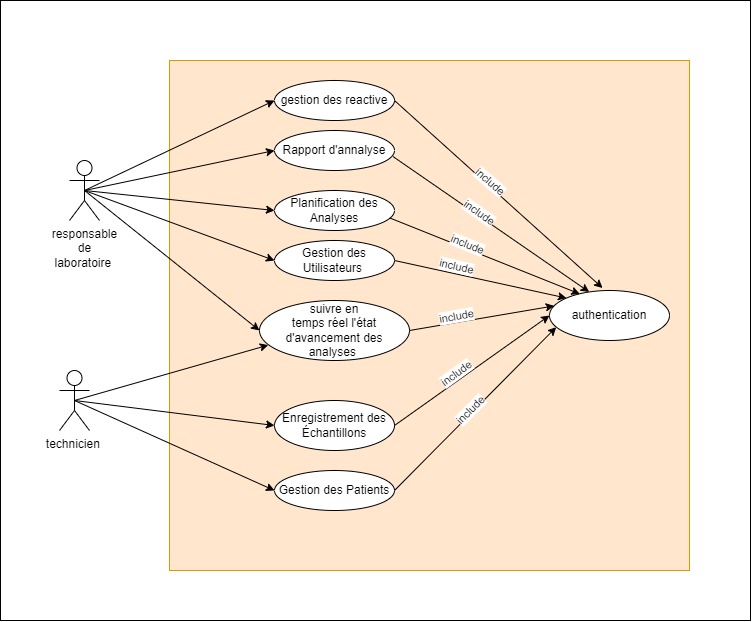 gestion des reactive
Rapport d'annalyse
Planification des
Analyses
Gestion des
Utilisateurs
suivre en
temps réel l'état
d'avancement des
analyses
Enregistrement des
Échantillons
Gestion des Patients
responsable
de
laboratoire
technicien
include
include
include
include
include
include
include
authentication